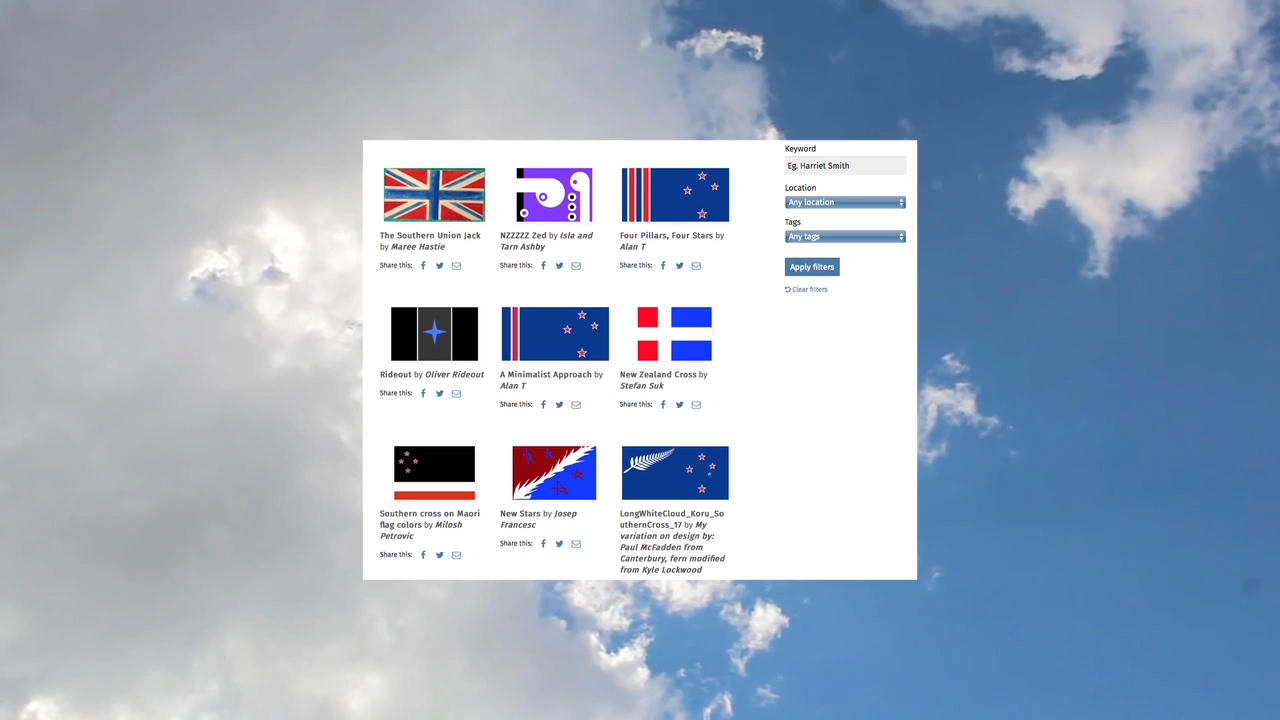 The Southern Union Jack
by Maree Hastie
Share this:
NZZZZZ Zed by Isla and
Tarn Ashby
Share this:
Four Pillars, Four Stars by
Alan T
Share this:
Rideout by Oliver Rideout
Share this:
A Minimalist Approach by
Alan T
Share this:
New Zealand Cross by
Stefan Suk
Share this:
Southern cross on Maori
flag colors by Milosh
Petrovic
Share this:
New Stars by Josep
Francesc
Share this:
LongWhiteCloud_Koru_So
uthernCross_17 by My
variation on design by:
Paul McFadden from
Canterbury, fern modified
from Kyle Lockwood
Keyword
Eg. Harriet Smith
Location
Any location
Tags
Any tags
Apply filters
Clear filters